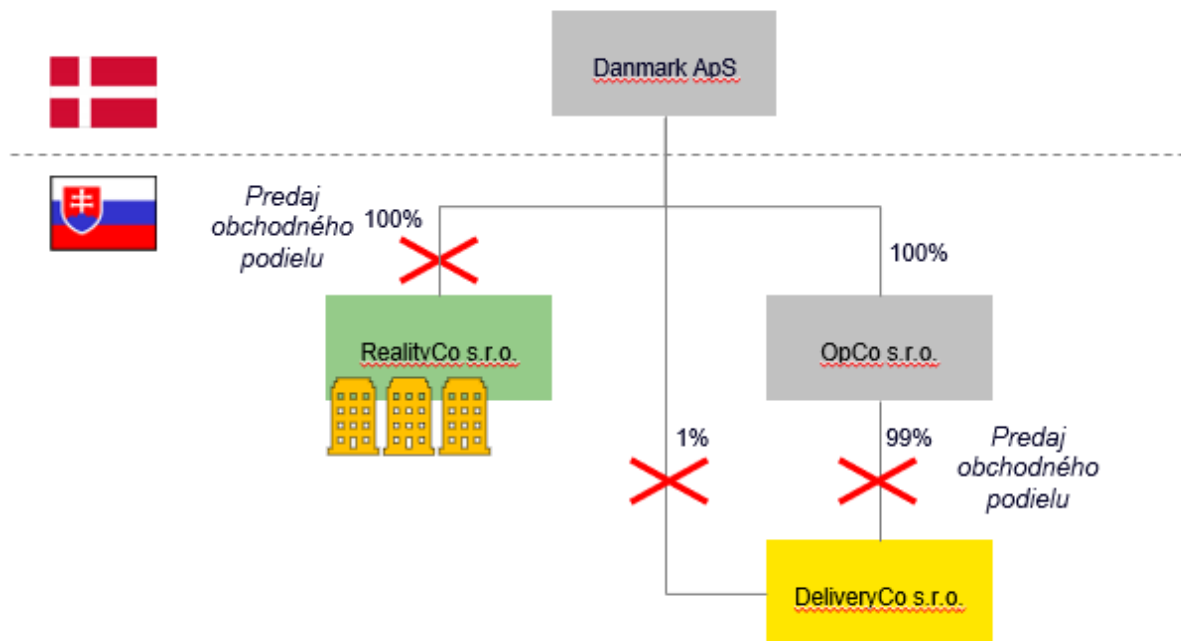 Danmark ApS
Predaj
obchodného
podielu
100%
100%
RealityCo s.r.o.
OpCo s.r.o.
1%
99%
Predaj
obchodného
podielu
DeliveryCo s.r.o.